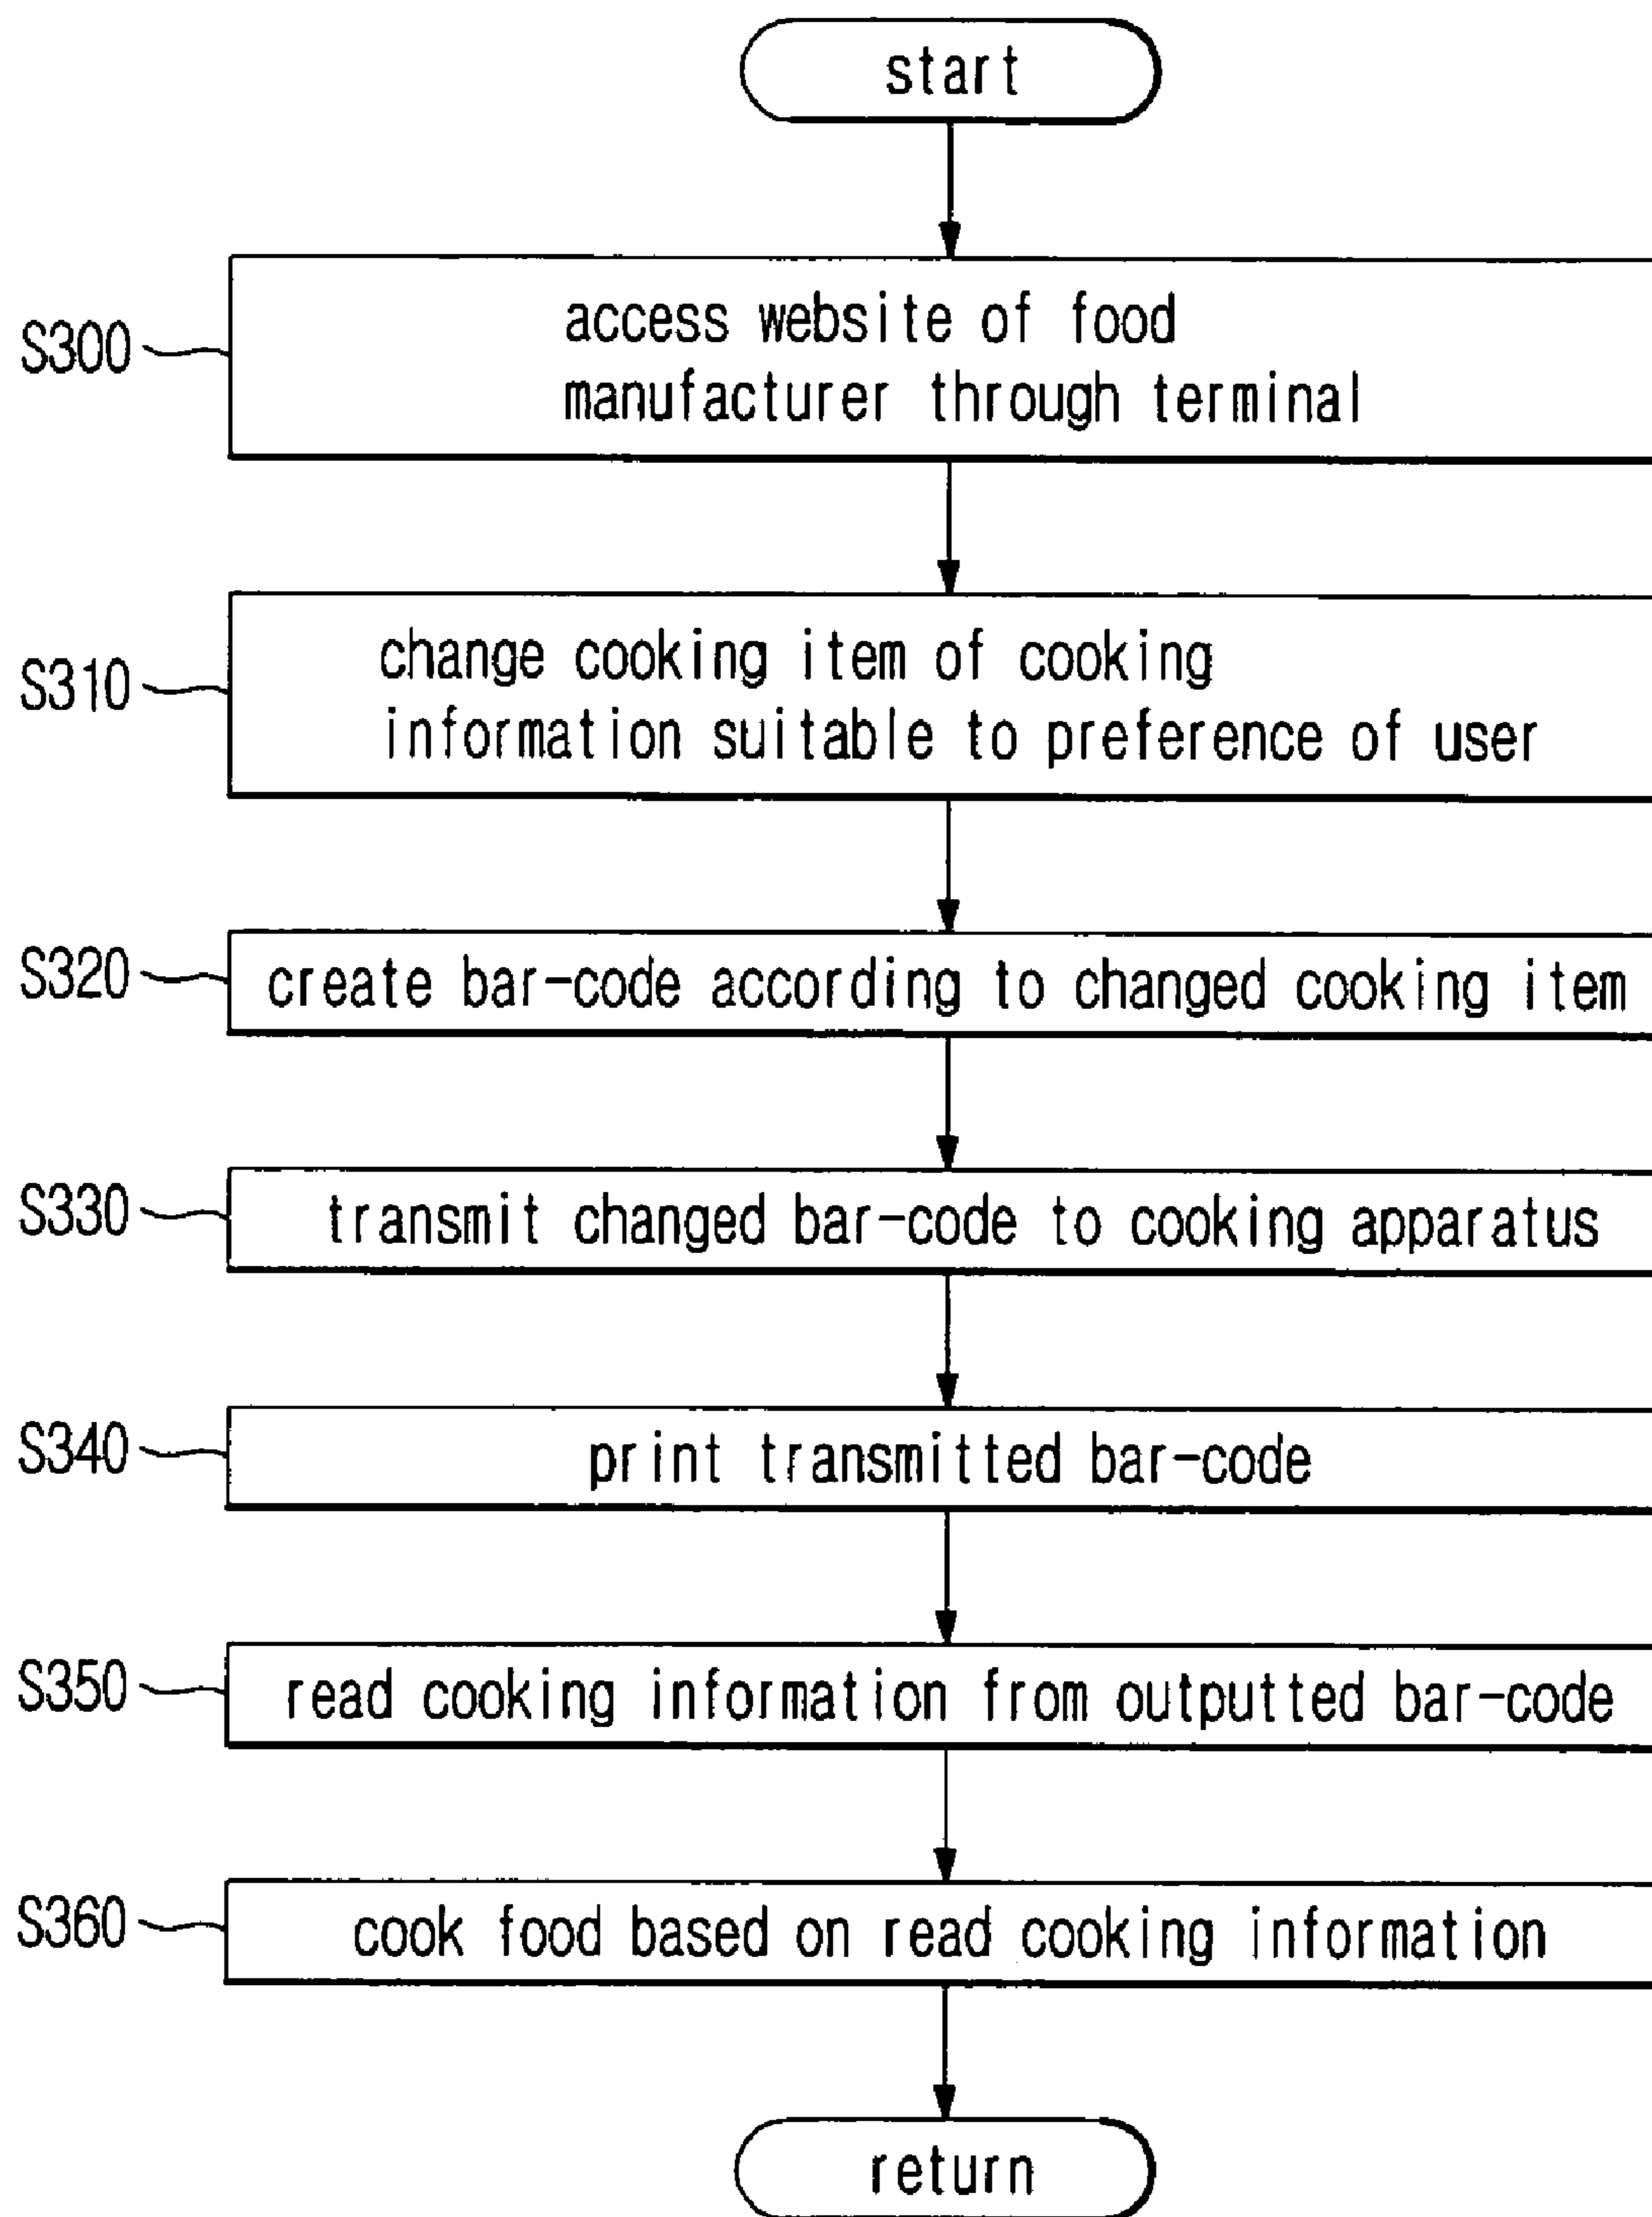 start
S300
access website of food
manufacturer through terminal
S310
change cooking item of cooking
information suitable to preference of user
S320
create bar-code according to changed cooking item
S330
transmit changed bar-code to cooking apparatus
S340
print transmitted bar-code
S350
read cooking information from outputted bar-code
S360
cook food based on read cooking information
return